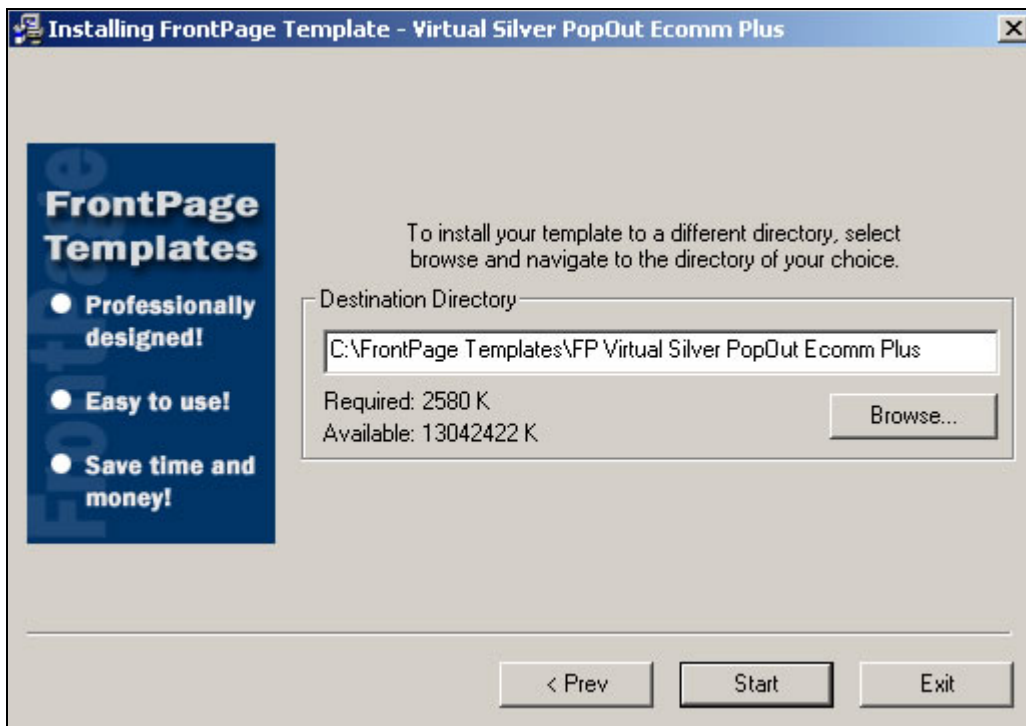 Installing FrontPage Template - Virtual Silver PopOut Ecomm Plus
FrontPage
FrontPage
Templates
Professionally
designed!
Easy to use!
Save time and
money!
To install your template to a different directory, select
browse and navigate to the directory of your choice.
Destination Directory
C:\FrontPage Templates\FP Virtual Silver PopOut Ecomm Plus
Required: 2580 K
Available: 13042422 K
Browse...
< Prev
Start
Exit